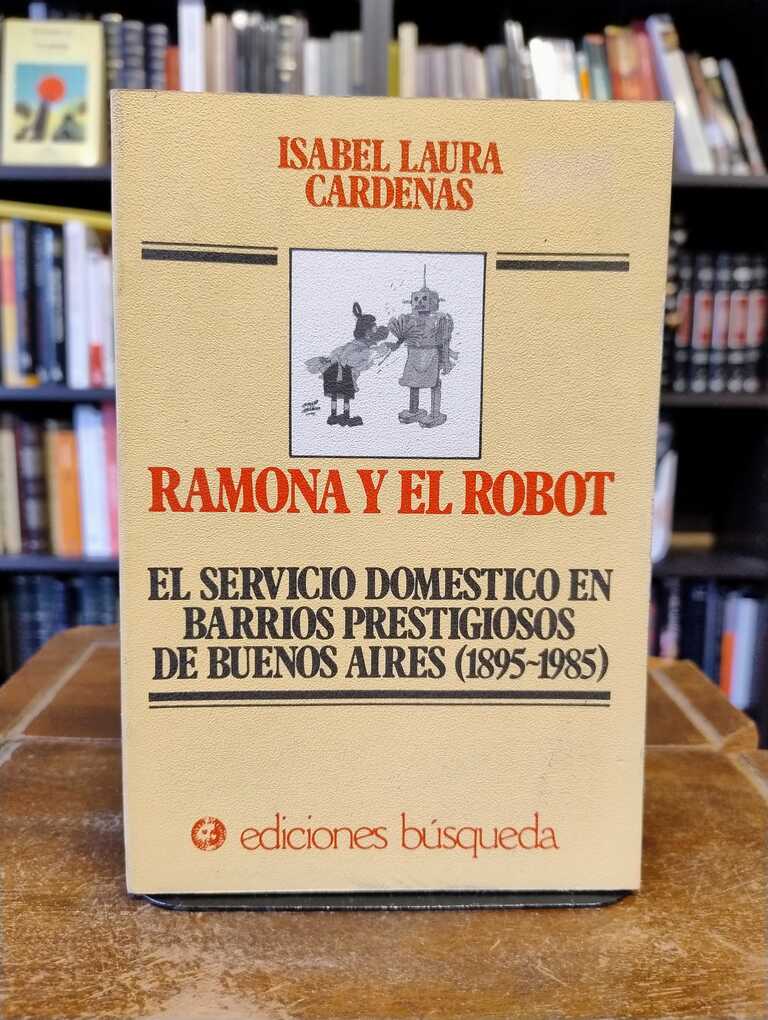 ISABEL LAURA
CARDENAS
RAMONA Y EL ROBOT
EL SERVICIO DOMESTICO EN
BARRIOS PRESTIGIOSOS
DE BUENOS AIRES (1895~1985)
ediciones búsqueda